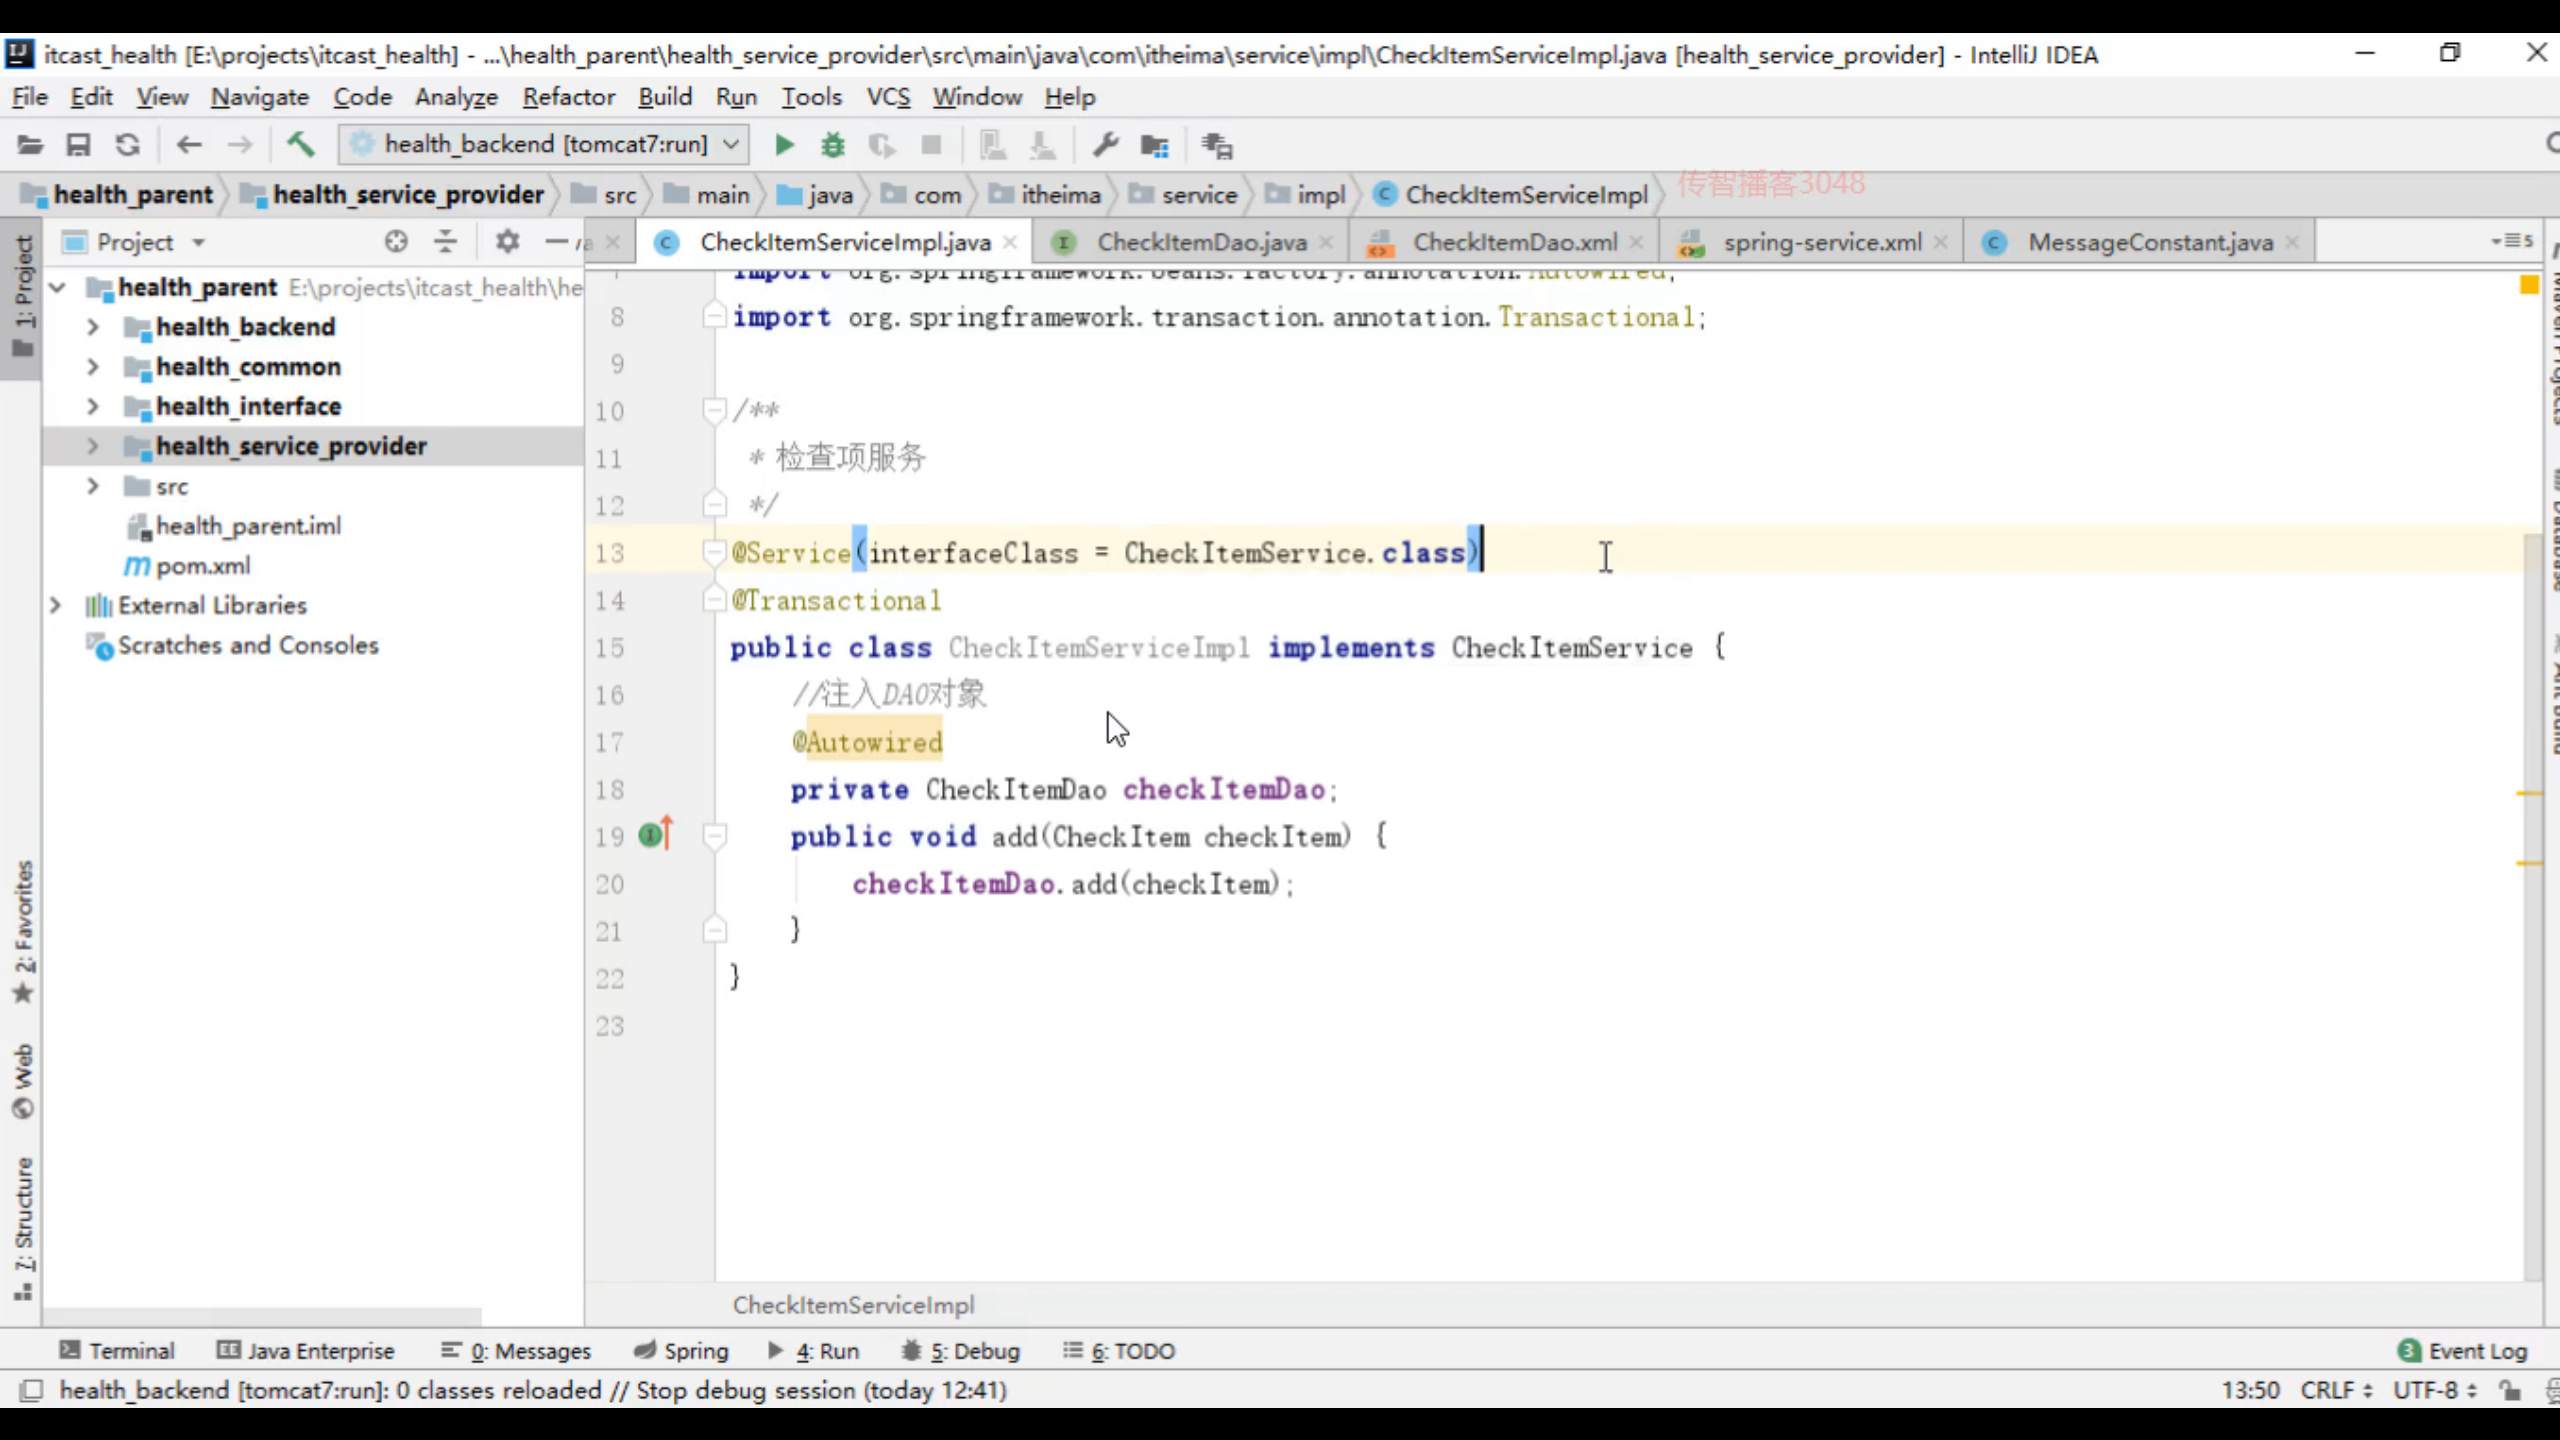 itcast_health [E:\projects\itcast_health] - ...\health_parent\health_service_provider\src\main\java\com\itheima\service\impl\CheckItemServiceImpl.java [health_service_provider] - IntelliJ IDEA
File Edit View Navigate Code Analyze Refactor Build Run Tools VCS Window Help
health_backend [tomcat7:run]
health_parent health_service_provider src main java com itheima service impl CheckItemServiceImpl
传智播客3048
Project
CheckItemServiceImpl.java CheckItemDao.java CheckItemDao.xml spring-service.xml MessageConstant.java 5
1: Project
2: Favorites
Web
7: Structure
health_parent E:\projects\itcast_health\he
health_backend
health_common
health_interface
health_service_provider
src
health_parent.iml
pom.xml
External Libraries
Scratches and Consoles
import org.springframework.beans.factory.annotation.Autowired;
8 import org.springframework.transaction.annotation.Transactional;
9
10 /**
11 * 检查项服务
12 */
13 @Service(interfaceClass = CheckItemService.class)
14 @Transactional
15 public class CheckItemServiceImpl implements CheckItemService {
16 //注入DAO对象
17 @Autowired
18 private CheckItemDao checkItemDao;
19 public void add(CheckItem checkItem) {
20 checkItemDao.add(checkItem);
21 }
22 }
23
CheckItemServiceImpl
Database
Terminal Java Enterprise 0: Messages Spring 4: Run 5: Debug 6: TODO 3 Event Log
health_backend [tomcat7:run]: 0 classes reloaded // Stop debug session (today 12:41) 13:50 CRLF UTF-8